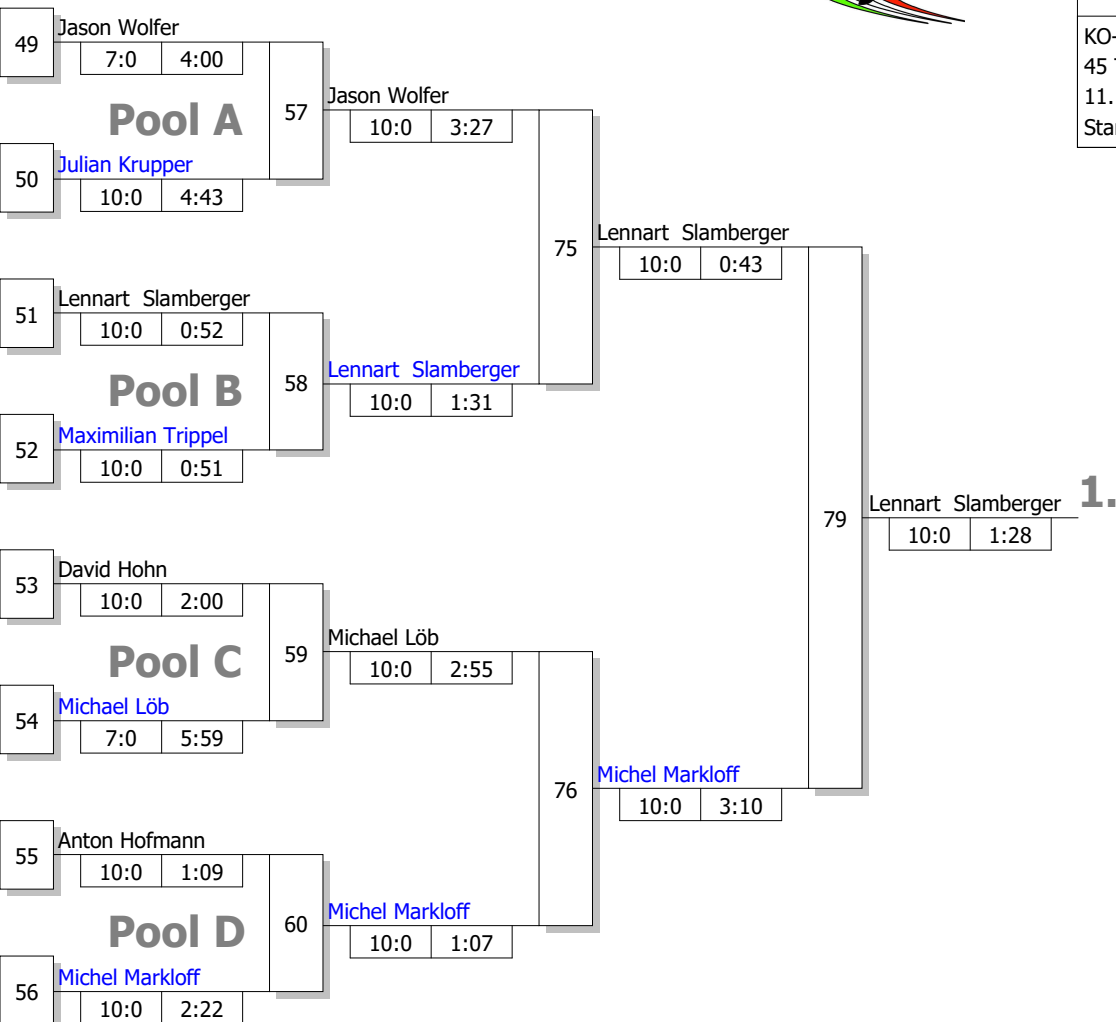 49 Jason Wolfer
7:0 4:00
Pool A
57 Jason Wolfer
10:0 3:27
50 Julian Krupper
10:0 4:43
75 Lennart Slamberger
10:0 0:43
51 Lennart Slamberger
10:0 0:52
Pool B
58 Lennart Slamberger
10:0 1:31
52 Maximilian Trippel
10:0 0:51
79 Lennart Slamberger 1.
10:0 1:28
53 David Hohn
10:0 2:00
Pool C
59 Michael Löb
10:0 2:55
54 Michael Löb
7:0 5:59
76 Michel Markloff
10:0 3:10
55 Anton Hofmann
10:0 1:09
Pool D
60 Michel Markloff
10:0 1:07
56 Michel Markloff
10:0 2:22
KO-
45
11.